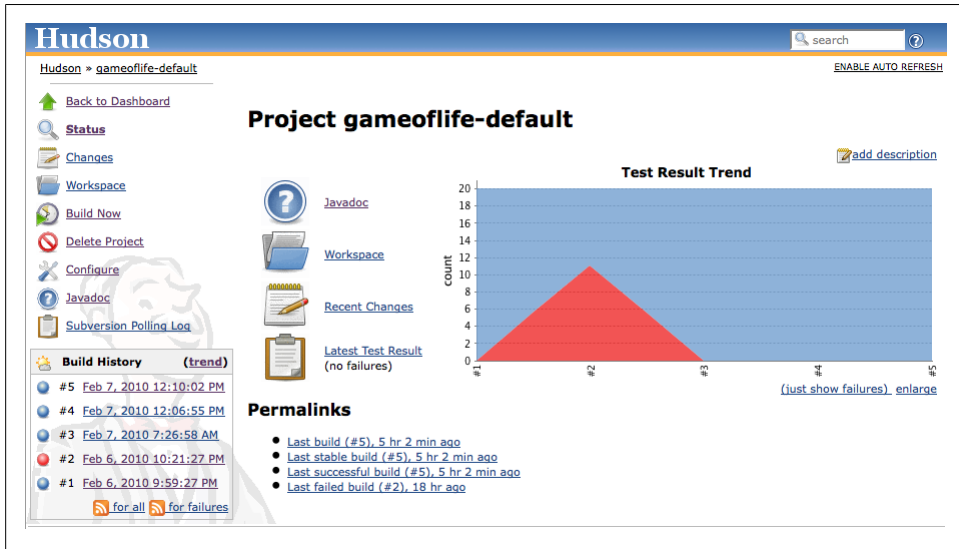 Hudson
search
?
Hudson » gameoflife-default
ENABLE AUTO REFRESH
Back to Dashboard
Status
Changes
Workspace
Build Now
Delete Project
Configure
? Javadoc
Subversion Polling Log
Build History (trend)
#5 Feb 7, 2010 12:10:02 PM
#4 Feb 7, 2010 12:06:55 PM
#3 Feb 7, 2010 7:26:58 AM
#2 Feb 6, 2010 10:21:27 PM
#1 Feb 6, 2010 9:59:27 PM
for all for failures
Project gameoflife-default
add description
? Javadoc
Workspace
Recent Changes
Latest Test Result
(no failures)
Test Result Trend
count
20
18
16
14
12
10
8
6
4
2
0
#1 #2 #3 #4 #5
(just show failures) enlarge
Permalinks
Last build (#5), 5 hr 2 min ago
Last stable build (#5), 5 hr 2 min ago
Last successful build (#5), 5 hr 2 min ago
Last failed build (#2), 18 hr ago